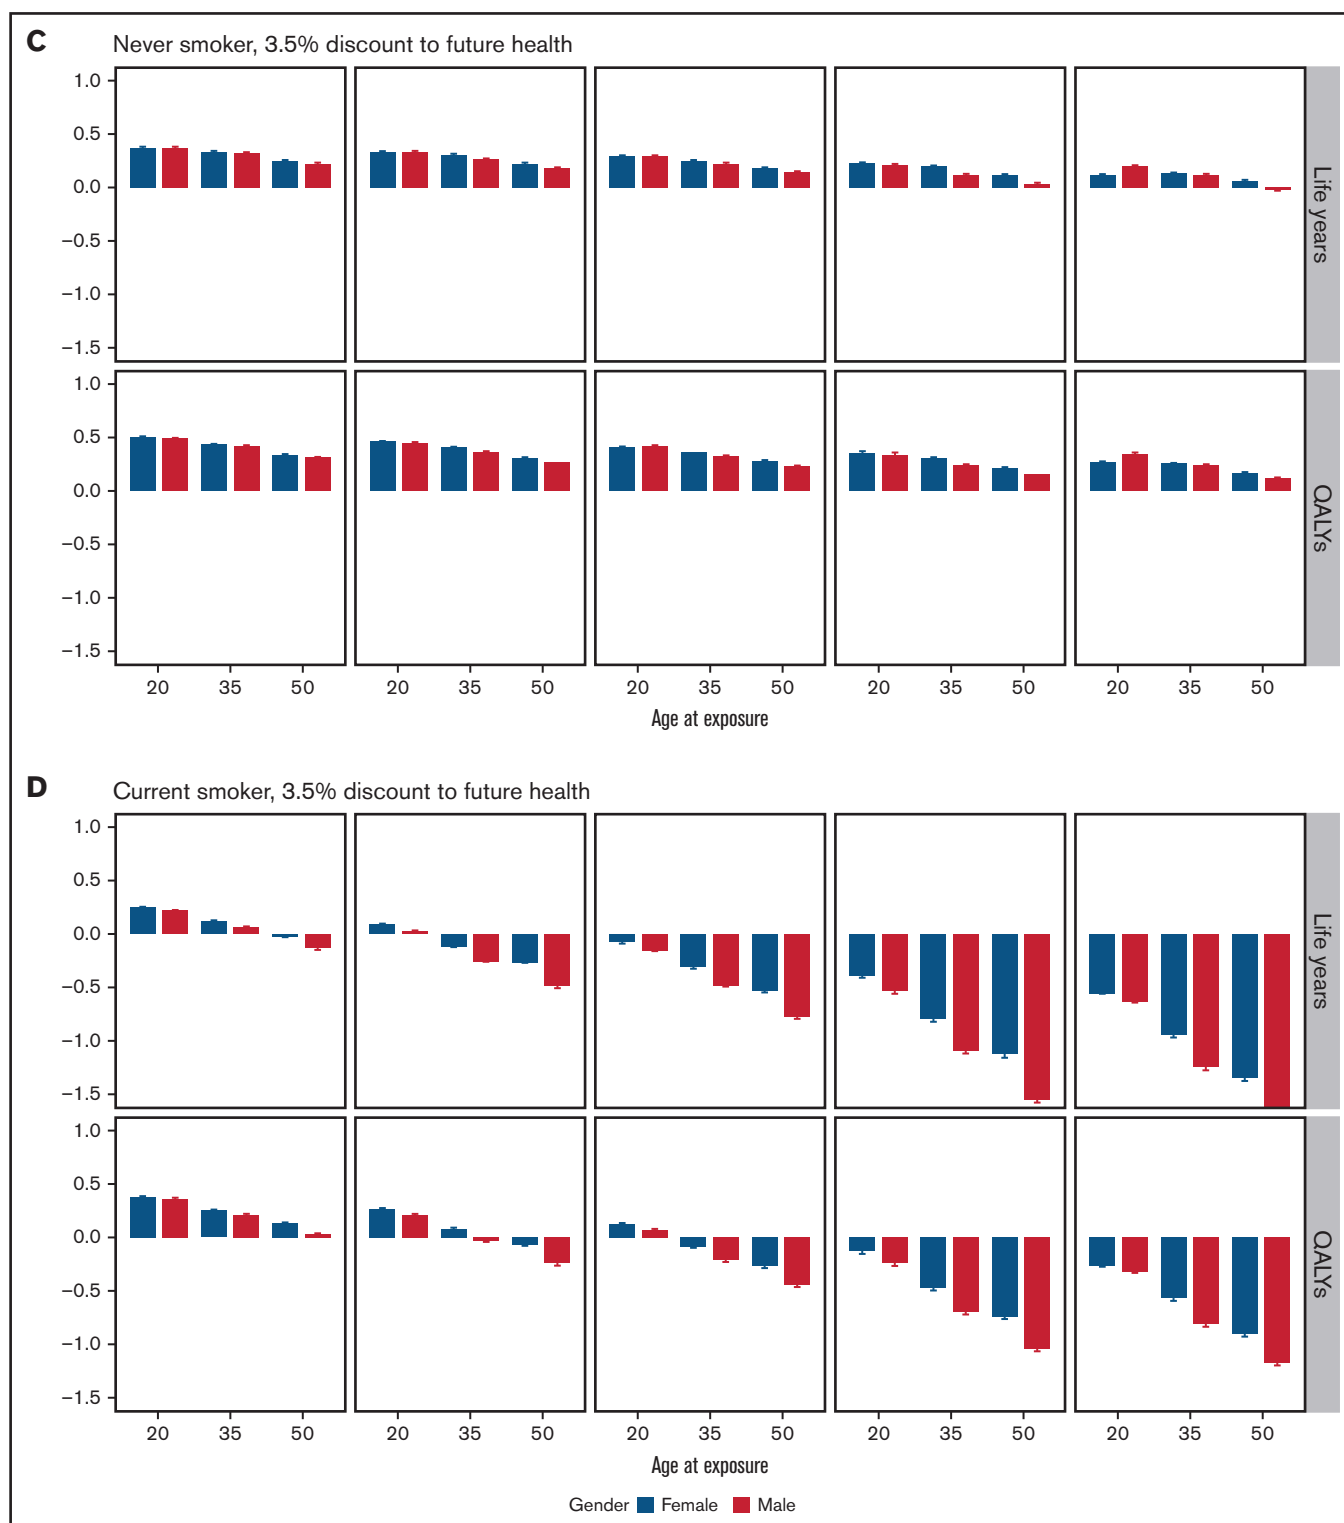 C
Never smoker, 3.5% discount to future health
1.0
0.5
0.0
−0.5
−1.0
−1.5
Life years
1.0
0.5
0.0
−0.5
−1.0
−1.5
QALYs
20 35 50 20 35 50 20 35 50 20 35 50 20 35 50
Age at exposure
D
Current smoker, 3.5% discount to future health
1.0
0.5
0.0
−0.5
−1.0
−1.5
Life years
1.0
0.5
0.0
−0.5
−1.0
−1.5
QALYs
20 35 50 20 35 50 20 35 50 20 35 50 20 35 50
Age at exposure
Gender Female Male